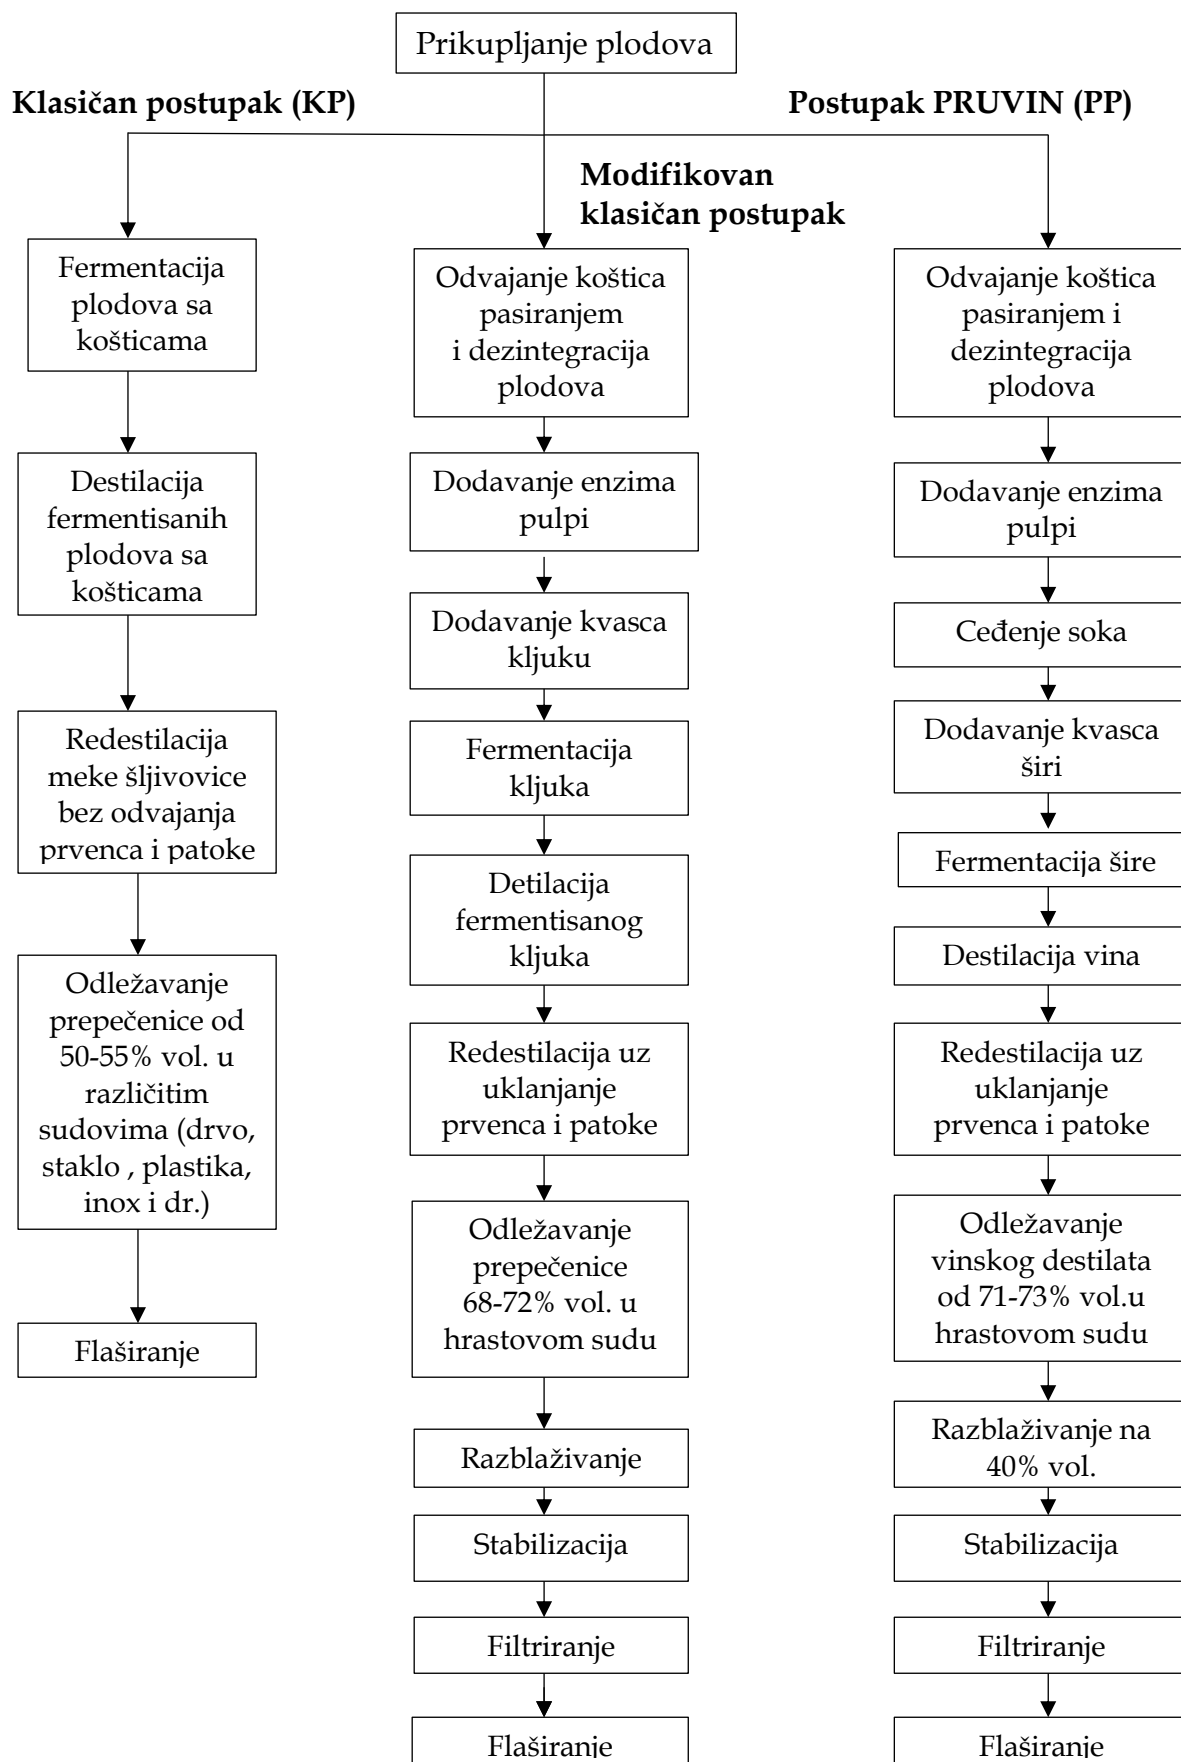 Prikupljanje plodova
Klasičan postupak (KP)
Postupak PRUVIN (PP)
Modifikovan
klasičan postupak
Fermentacija
plodova sa
košticama
Destilacija
fermentisanih
plodova sa
košticama
Redestilacija
meke šljivovice
bez odvajanja
prvenca i patoke
Odležavanje
prepečenice od
50-55% vol. u
različitim
sudovima (drvo,
staklo , plastika,
inox i dr.)
Flaširanje
Odvajanje koštica
pasiranjem
i dezintegracija
plodova
Dodavanje enzima
pulpi
Dodavanje kvasca
kljuku
Fermentacija
kljuka
Detilacija
fermentisanog
kljuka
Redestilacija uz
uklanjanje
prvenca i patoke
Odležavanje
prepečenice
68-72% vol. u
hrastovom sudu
Razblaživanje
Stabilizacija
Filtriranje
Flaširanje
Odvajanje koštica
pasiranjem i
dezintegracija
plodova
Dodavanje enzima
pulpi
Ceđenje soka
Dodavanje kvasca
širi
Fermentacija šire
Destilacija vina
Redestilacija uz
uklanjanje
prvenca i patoke
Odležavanje
vinskog destilata
od 71-73% vol.u
hrastovom sudu
Razblaživanje na
40% vol.
Stabilizacija
Filtriranje
Flaširanje